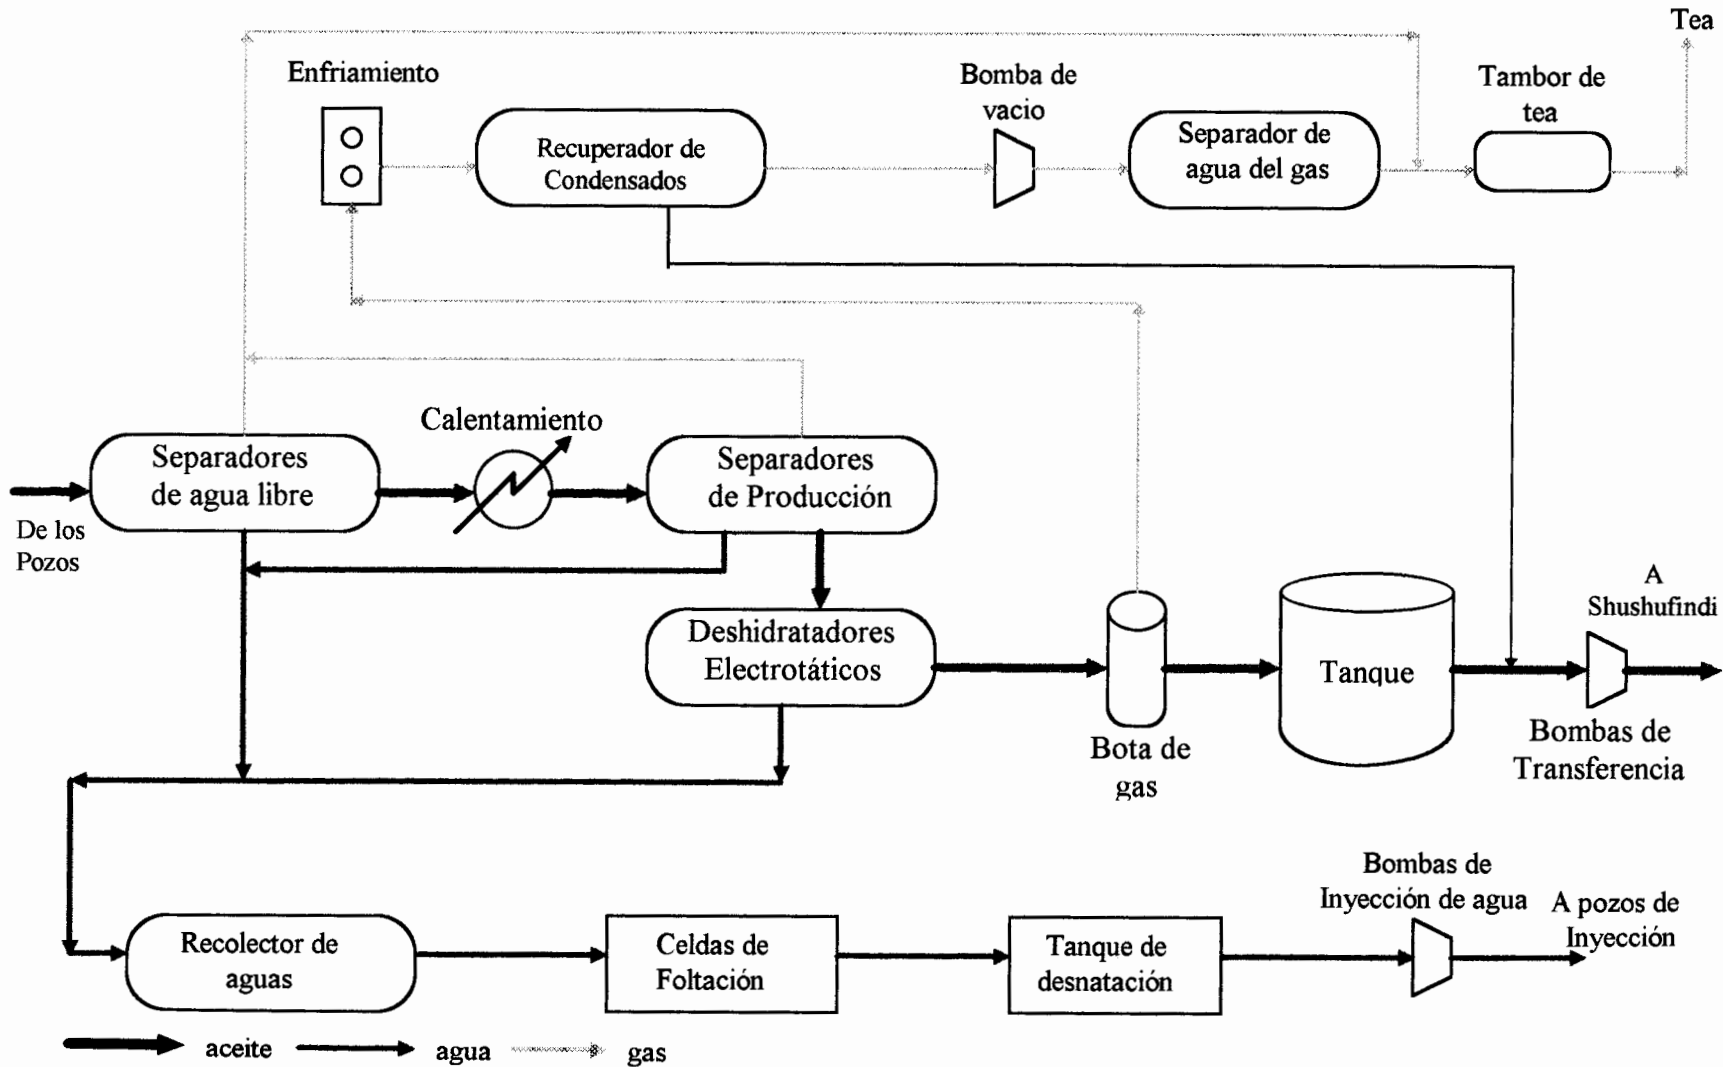 Tea
Enfriamiento
Bomba de
vacio
Tambor de
tea
Recuperador de
Condensados
Separador de
agua del gas
Calentamiento
Separadores
de agua libre
Separadores
de Producción
De los
Pozos
A
Shushufindi
Deshidratadores
Electrotáticos
Tanque
Bota de
gas
Bombas de
Transferencia
Bombas de
Inyección de agua
A pozos de
Inyección
Recolector de
aguas
Celdas de
Foltación
Tanque de
desnatación
aceite
agua
gas